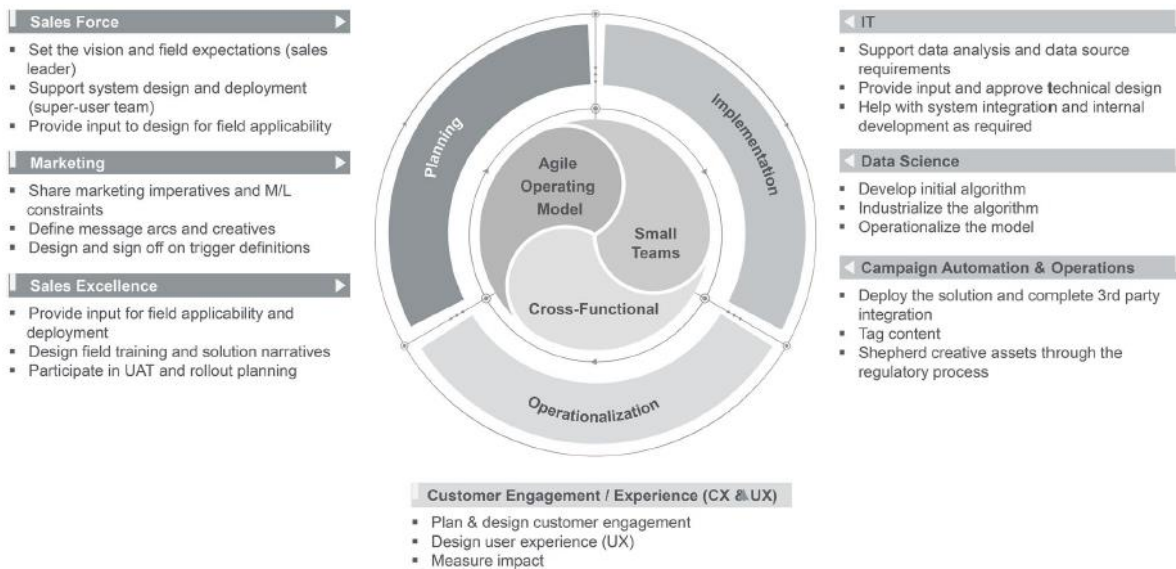 Sales Force
▪ Set the vision and field expectations (sales
leader)
▪ Support system design and deployment
(super-user team)
▪ Provide input to design for field applicability
Marketing
▪ Share marketing imperatives and M/L
constraints
▪ Define message arcs and creatives
▪ Design and sign off on trigger definitions
Sales Excellence
▪ Provide input for field applicability and
deployment
▪ Design field training and solution narratives
▪ Participate in UAT and rollout planning
Planning
Implementation
Operationalization
Agile
Operating
Model
Small
Teams
Cross-Functional
IT
▪ Support data analysis and data source
requirements
▪ Provide input and approve technical design
▪ Help with system integration and internal
development as required
Data Science
▪ Develop initial algorithm
▪ Industrialize the algorithm
▪ Operationalize the model
Campaign Automation & Operations
▪ Deploy the solution and complete 3rd party
integration
▪ Tag content
▪ Shepherd creative assets through the
regulatory process
Customer Engagement / Experience (CX & UX)
▪ Plan & design customer engagement
▪ Design user experience (UX)
▪ Measure impact